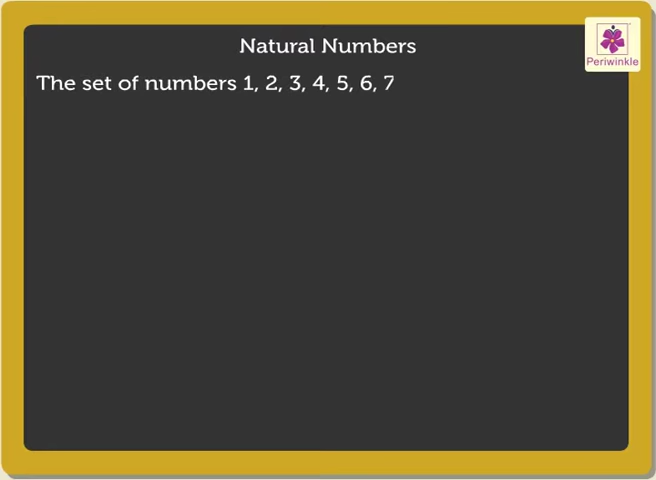 Natural Numbers
Periwinkle
The set of numbers 1, 2, 3, 4, 5, 6, 7